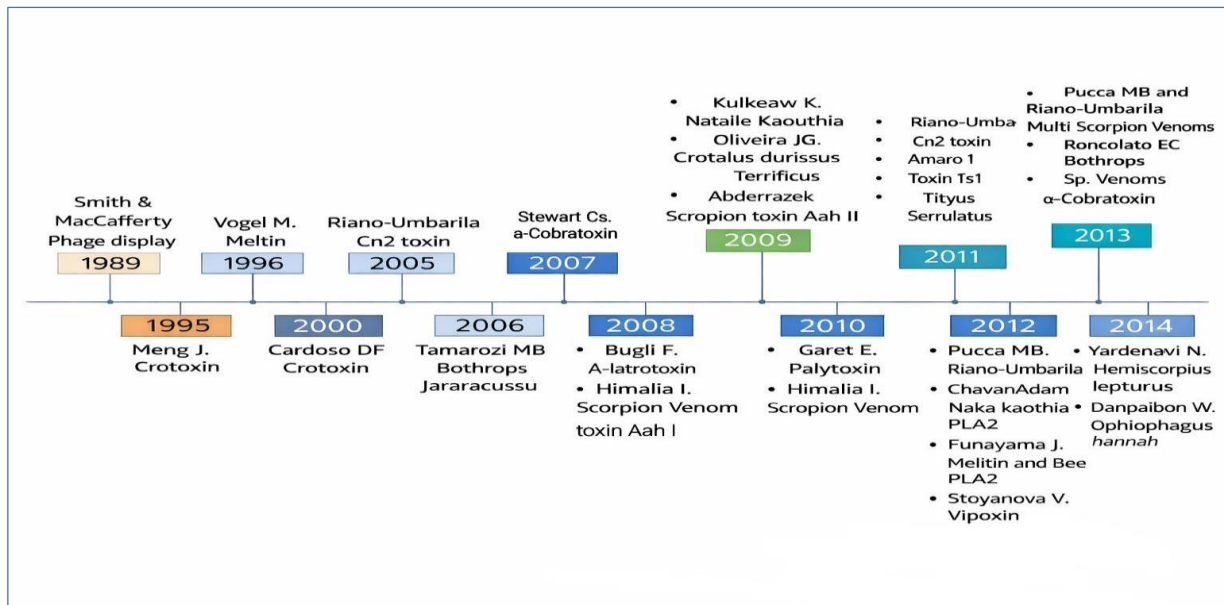 Smith &
MacCafferty
Phage display
1989
1995
Meng J.
Crotoxin
Vogel M.
Meltin
1996
2000
Cardoso DF
Crotoxin
Riano-Umbarila
Cn2 toxin
2005
2006
Tamarozi MB
Bothrops
Jararacussu
Stewart Cs.
a-Cobratoxin
2007
2008
• Bugli F.
A-latrotoxin
• Himalia I.
Scorpion Venom
toxin Aah I
• Kulkeaw K.
Nataile Kaouthia
• Oliveira JG.
Crotalus durissus
Terrificus
• Abderrazek
Scropion toxin Aah II
2009
2010
• Garet E.
Palytoxin
• Himalia I.
Scropion Venom
• Riano-Umba
• Cn2 toxin
• Amaro 1
• Toxin Ts1
• Tityus
Serrulatus
2011
2012
• Pucca MB.
Riano-Umbarila
• ChavanAdam
Naka kaothia
PLA2
• Funayama J.
Melitin and Bee
PLA2
• Stoyanova V.
Vipoxin
• Pucca MB and
Riano-Umbarila
Multi Scorpion Venoms
• Roncolato EC
Bothrops
• Sp. Venoms
α-Cobratoxin
2013
2014
• Yardenavi N.
Hemiscorpius
lepturus
• Danpaibon W.
Ophiophagus
hannah